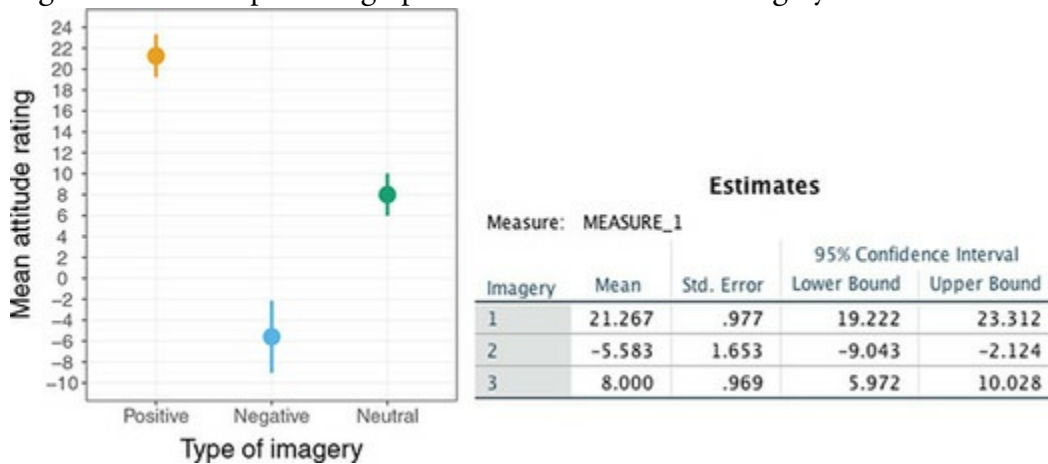 24
22
20
18
16
14
12
10
8
6
4
2
0
−2
−4
−6
−8
−10
Mean attitude rating
Positive Negative Neutral
Type of imagery
Estimates
Measure: MEASURE_1
95% Confidence Interval
Imagery Mean Std. Error Lower Bound Upper Bound
1 21.267 .977 19.222 23.312
2 -5.583 1.653 -9.043 -2.124
3 8.000 .969 5.972 10.028